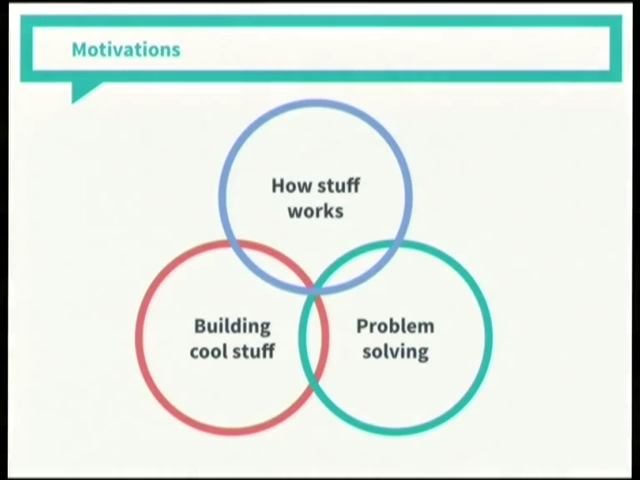 Motivations
How stuff
works
Building
cool stuff
Problem
solving